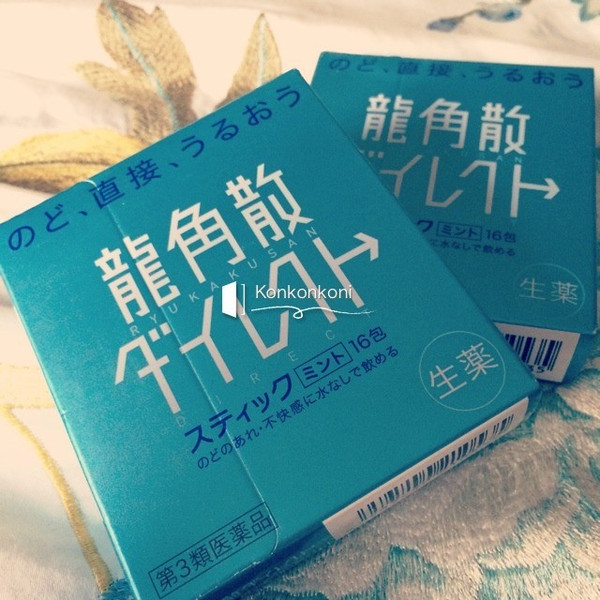 のど、直接、うるおう
龍角散
RYUKAKUSAN
ダイレクト
DIRECT
スティック ミント 16包
のどのあれ・不快感に水なしで飲める
生薬
第3類医薬品
Konkonkoni
のど、直接、うるおう
龍角散
ダイレクト
ック ミント 16包
に水なしで飲める
生薬